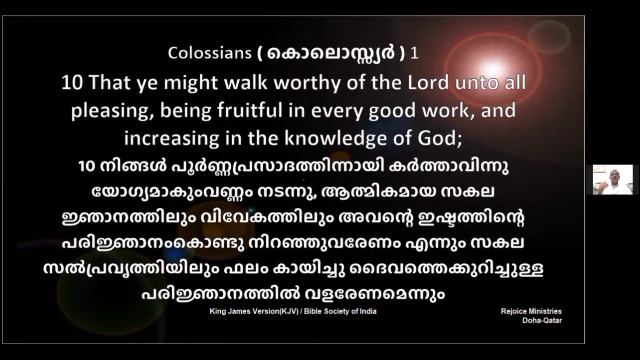 Colossians ( കൊലൊസ്സ്യർ ) 1
10 That ye might walk worthy of the Lord unto all
pleasing, being fruitful in every good work, and
increasing in the knowledge of God;
10 നിങ്ങൾ പൂർണ്ണപ്രസാദത്തിന്നായി കർത്താവിന്നു
യോഗ്യമാകുംവണ്ണം നടന്നു, ആത്മികമായ സകല
ജ്ഞാനത്തിലും വിവേകത്തിലും അവന്റെ ഇഷ്ടത്തിന്റെ
പരിജ്ഞാനംകൊണ്ടു നിറഞ്ഞുവരേണം എന്നും സകല
സൽപ്രവൃത്തിയിലും ഫലം കായിച്ചു ദൈവത്തെക്കുറിച്ചുള്ള
പരിജ്ഞാനത്തിൽ വളരേണമെന്നും
King James Version(KJV) / Bible Society of India
Rejoice Ministries
Doha-Qatar